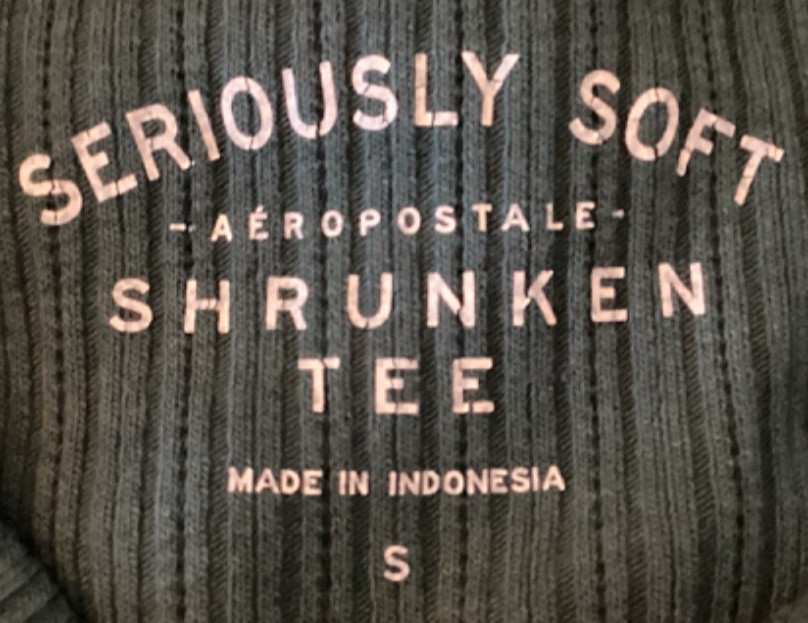 SERIOUSLY SOFT
-AÉROPOSTALE-
SHRUNKEN
TEE
MADE IN INDONESIA
S